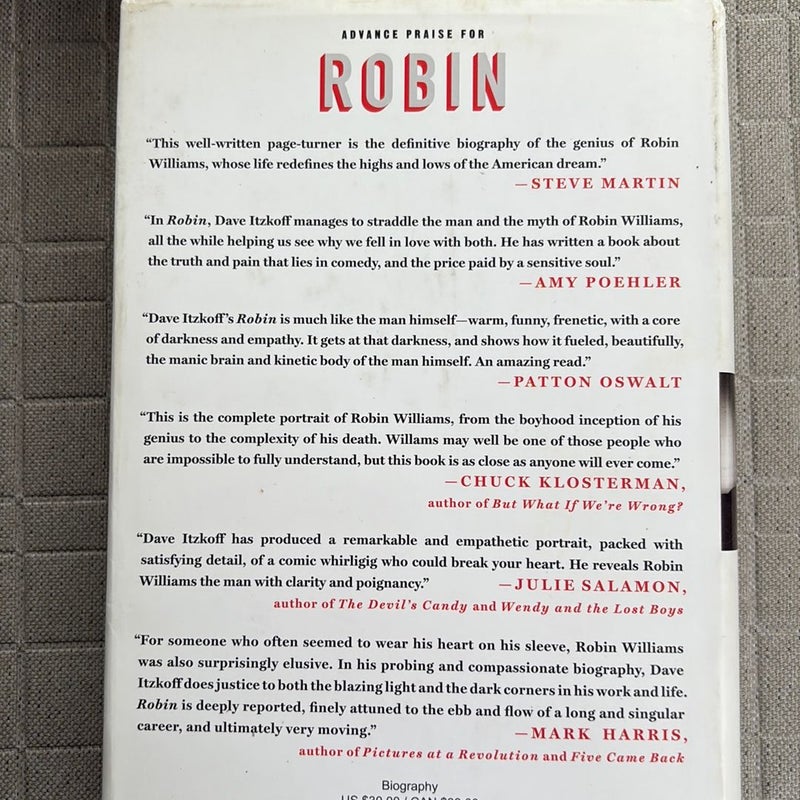 ADVANCE PRAISE FOR
ROBIN
“This well-written page-turner is the definitive biography of the genius of Robin
Williams, whose life redefines the highs and lows of the American dream.”
—STEVE MARTIN
“In Robin, Dave Itzkoff manages to straddle the man and the myth of Robin Williams,
all the while helping us see why we fell in love with both. He has written a book about
the truth and pain that lies in comedy, and the price paid by a sensitive soul.”
—AMY POEHLER
“Dave Itzkoff’s Robin is much like the man himself—warm, funny, frenetic, with a core
of darkness and empathy. It gets at that darkness, and shows how it fueled, beautifully,
the manic brain and kinetic body of the man himself. An amazing read.”
—PATTON OSWALT
“This is the complete portrait of Robin Williams, from the boyhood inception of his
genius to the complexity of his death. Willams may well be one of those people who
are impossible to fully understand, but this book is as close as anyone will ever come.”
—CHUCK KLOSTERMAN,
author of But What If We’re Wrong?
“Dave Itzkoff has produced a remarkable and empathetic portrait, packed with
satisfying detail, of a comic whirligig who could break your heart. He reveals Robin
Williams the man with clarity and poignancy.” —JULIE SALAMON,
author of The Devil’s Candy and Wendy and the Lost Boys
“For someone who often seemed to wear his heart on his sleeve, Robin Williams
was also surprisingly elusive. In his probing and compassionate biography, Dave
Itzkoff does justice to both the blazing light and the dark corners in his work and life.
Robin is deeply reported, finely attuned to the ebb and flow of a long and singular
career, and ultimately very moving.” —MARK HARRIS,
author of Pictures at a Revolution and Five Came Back
Biography